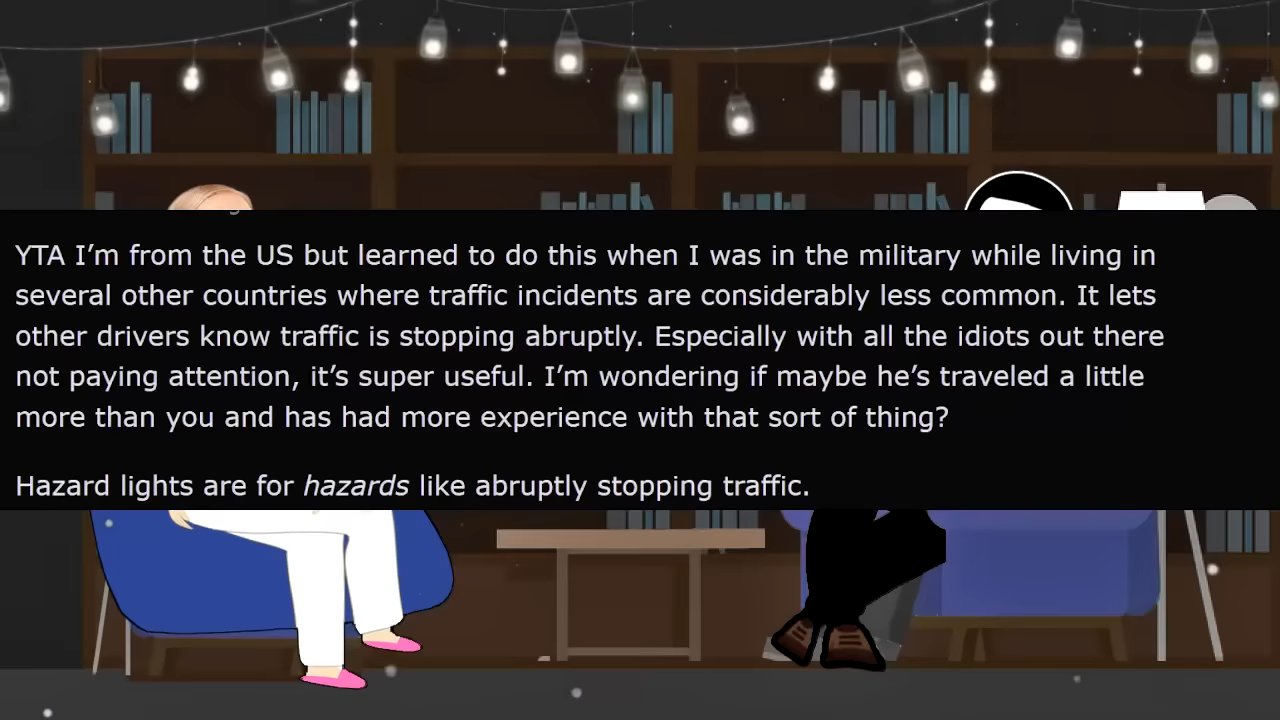 YTA I’m from the US but learned to do this when I was in the military while living in
several other countries where traffic incidents are considerably less common. It lets
other drivers know traffic is stopping abruptly. Especially with all the idiots out there
not paying attention, it’s super useful. I’m wondering if maybe he’s traveled a little
more than you and has had more experience with that sort of thing?
Hazard lights are for hazards like abruptly stopping traffic.